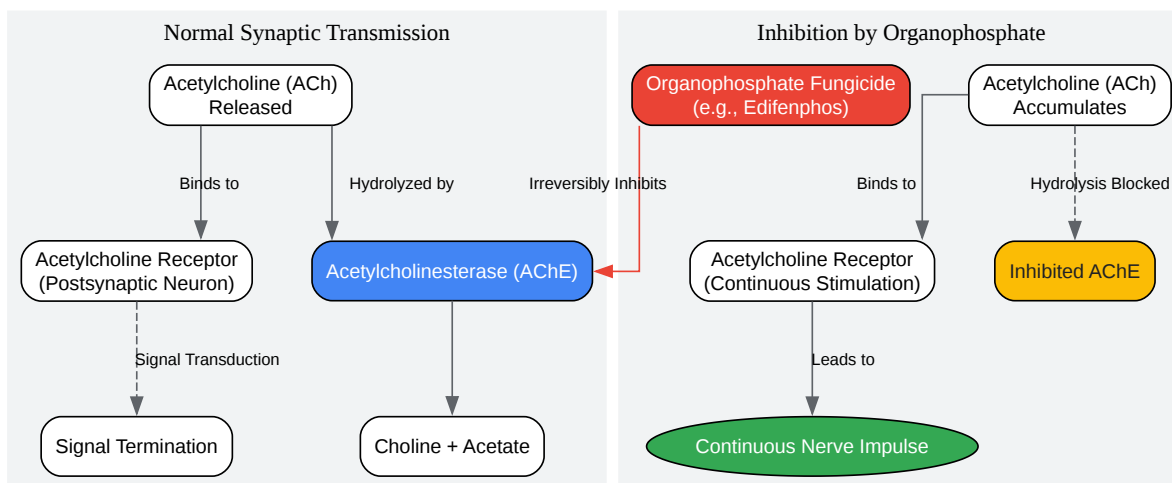 Normal Synaptic Transmission
Inhibition by Organophosphate
Acetylcholine (ACh)
Released
Organophosphate Fungicide
(e.g., Edifenphos)
Acetylcholine (ACh)
Accumulates
Binds to
Hydrolyzed by
Irreversibly Inhibits
Binds to
Hydrolysis Blocked
Acetylcholine Receptor
(Postsynaptic Neuron)
Acetylcholinesterase (AChE)
Acetylcholine Receptor
(Continuous Stimulation)
Inhibited AChE
Signal Transduction
Leads to
Signal Termination
Choline + Acetate
Continuous Nerve Impulse